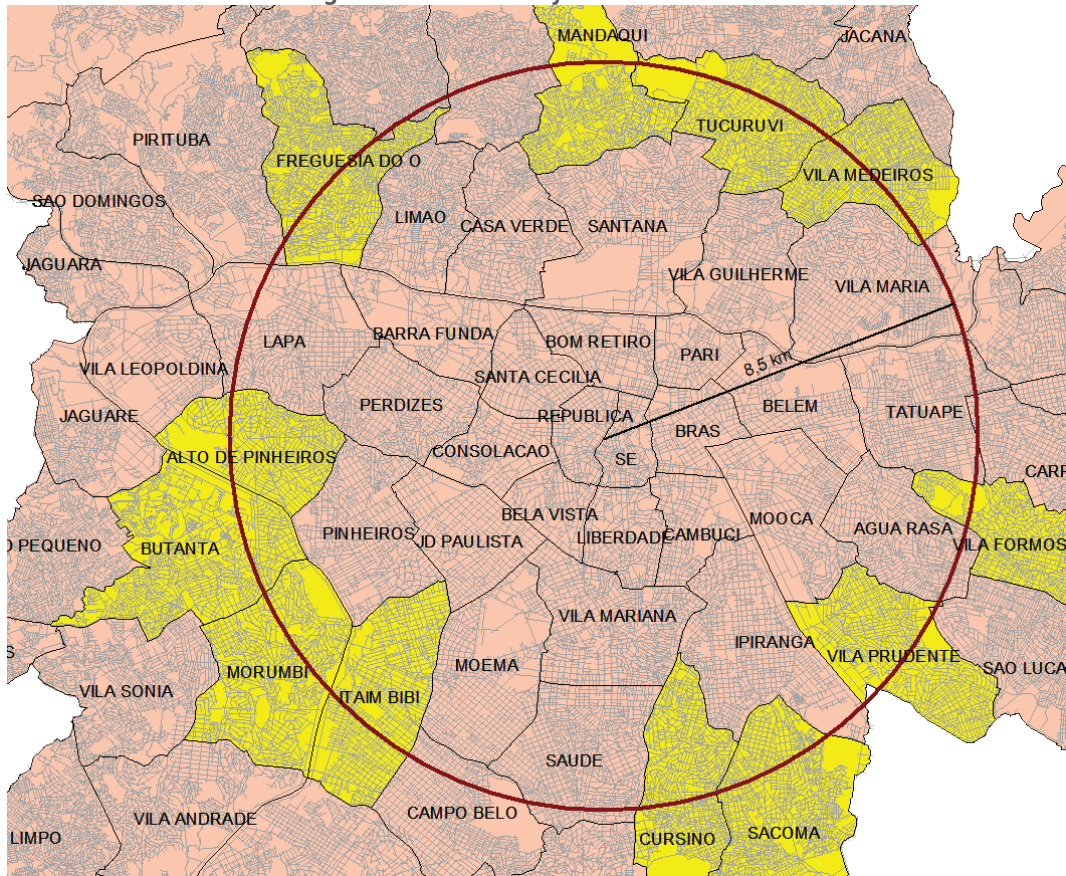 MANDAQUI
JACANA
TUCURUVI
PIRITUBA
FREGUESIA DO O
VILA MEDEIROS
SAO DOMINGOS
LIMAO
CASA VERDE
SANTANA
JAGUARA
VILA GUILHERME
VILA MARIA
LAPA
BARRA FUNDA
BOM RETIRO
PARI
8,5 km
VILA LEOPOLDINA
SANTA CECILIA
JAGUARE
PERDIZES
REPUBLICA
BELEM
TATUAPE
BRAS
CONSOLACAO
SE
ALTO DE PINHEIROS
CARR
BELA VISTA
MOOCA
AGUA RASA
O PEQUENO
BUTANTA
PINHEIROS
JD PAULISTA
LIBERDADE
CAMBUCI
VILA FORMOS
VILA MARIANA
IPIRANGA
S
MORUMBI
MOEMA
VILA PRUDENTE
SAO LUCA
VILA SONIA
ITAIM BIBI
SAUDE
VILA ANDRADE
CAMPO BELO
LIMPO
CURSINO
SACOMA